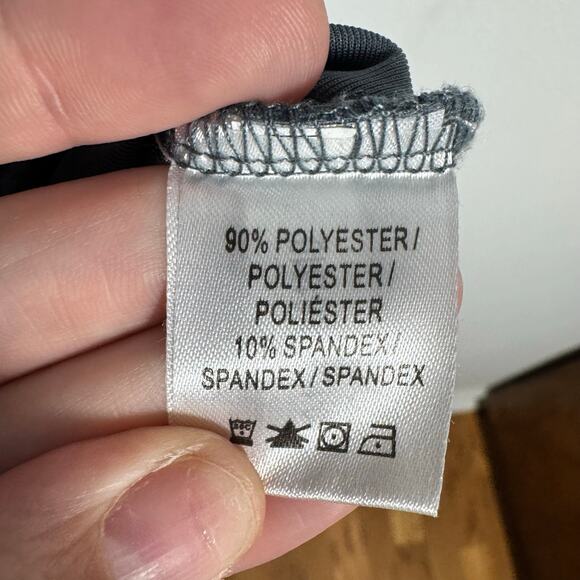 90% POLYESTER/
POLYESTER/
POLIÉSTER
10% SPANDEX/
SPANDEX/SPANDEX